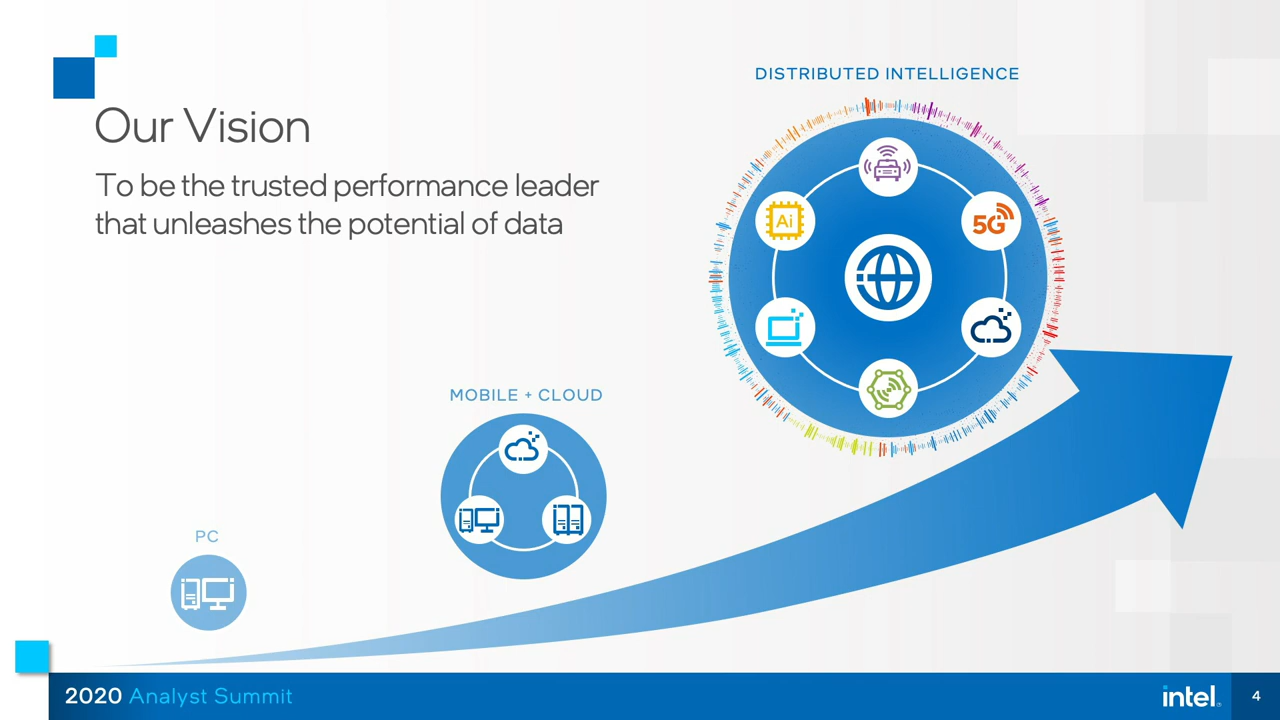 DISTRIBUTED INTELLIGENCE
Our Vision
To be the trusted performance leader
that unleashes the potential of data
Ai
5G
MOBILE + CLOUD
PC
2020 Analyst Summit
intel.
4